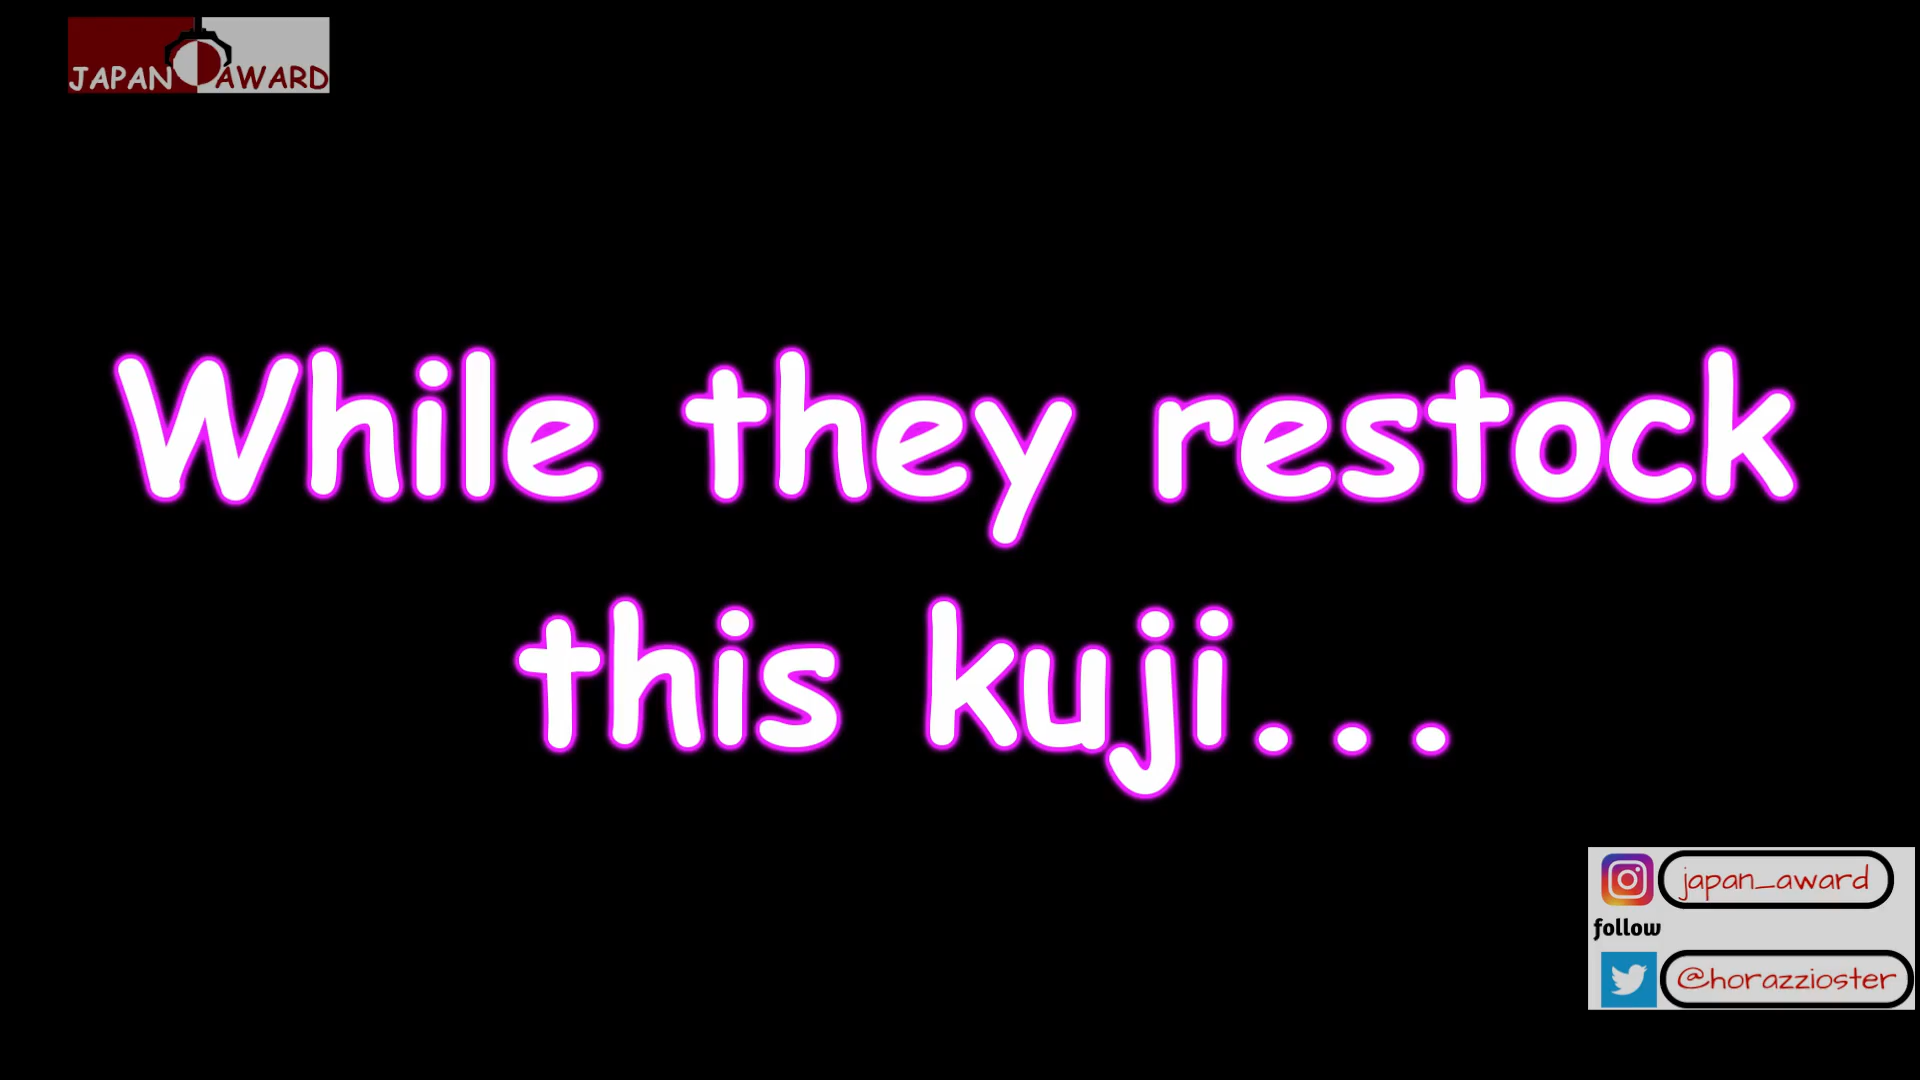 JAPAN AWARD
While they restock
this kuji...
japan_award
follow
@horazzioster